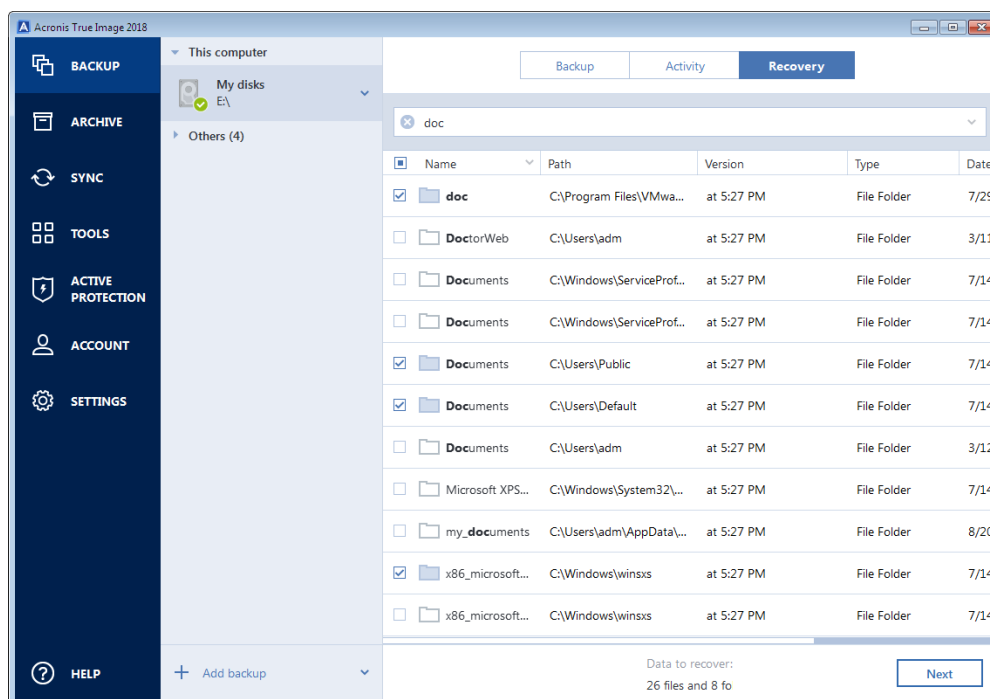 Acronis True Image 2018
BACKUP
ARCHIVE
SYNC
TOOLS
ACTIVE
PROTECTION
ACCOUNT
SETTINGS
HELP
This computer
My disks
E:\
Others (4)
Add backup
Backup Activity Recovery
doc
Name Path Version Type Date
doc C:\Program Files\VMwa... at 5:27 PM File Folder 7/29
DoctorWeb C:\Users\adm at 5:27 PM File Folder 3/11
Documents C:\Windows\ServiceProf... at 5:27 PM File Folder 7/14
Documents C:\Windows\ServiceProf... at 5:27 PM File Folder 7/14
Documents C:\Users\Public at 5:27 PM File Folder 7/14
Documents C:\Users\Default at 5:27 PM File Folder 7/14
Documents C:\Users\adm at 5:27 PM File Folder 3/12
Microsoft XPS... C:\Windows\System32\... at 5:27 PM File Folder 7/14
my_documents C:\Users\adm\AppData\... at 5:27 PM File Folder 8/20
x86_microsoft... C:\Windows\winsxs at 5:27 PM File Folder 7/14
x86_microsoft... C:\Windows\winsxs at 5:27 PM File Folder 7/14
Data to recover:
26 files and 8 fo
Next